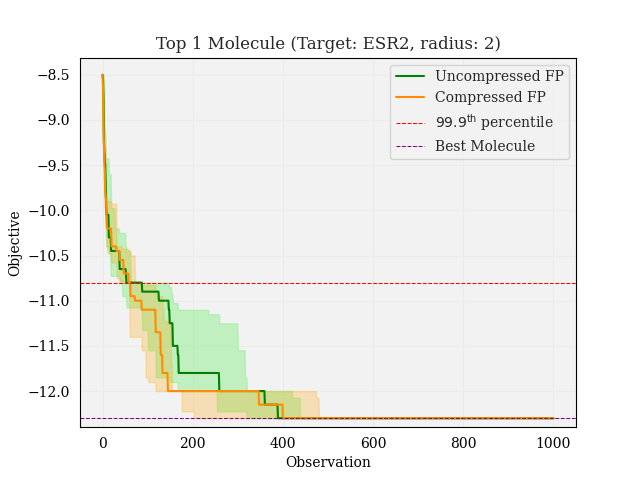 Top 1 Molecule (Target: ESR2, radius: 2)
Uncompressed FP
Compressed FP
99.9th percentile
Best Molecule
Objective
−8.5
−9.0
−9.5
−10.0
−10.5
−11.0
−11.5
−12.0
0 200 400 600 800 1000
Observation